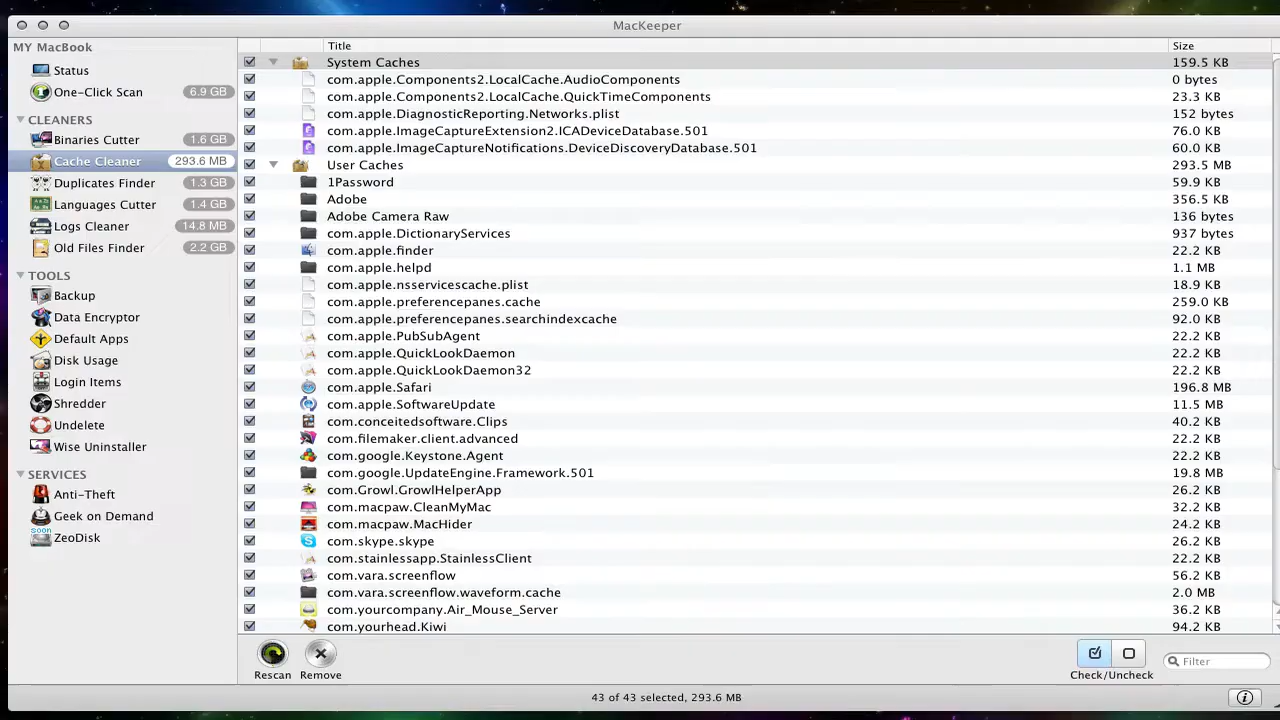 MacKeeper
MY MacBook
Status
One-Click Scan 6.9 GB
CLEANERS
Binaries Cutter 1.6 GB
Cache Cleaner 293.6 MB
Duplicates Finder 1.3 GB
Languages Cutter 1.4 GB
Logs Cleaner 14.8 MB
Old Files Finder 2.2 GB
TOOLS
Backup
Data Encryptor
Default Apps
Disk Usage
Login Items
Shredder
Undelete
Wise Uninstaller
SERVICES
Anti-Theft
Geek on Demand
soon
ZeoDisk
Title Size
System Caches 159.5 KB
com.apple.Components2.LocalCache.AudioComponents 0 bytes
com.apple.Components2.LocalCache.QuickTimeComponents 23.3 KB
com.apple.DiagnosticReporting.Networks.plist 152 bytes
com.apple.ImageCaptureExtension2.ICADeviceDatabase.501 76.0 KB
com.apple.ImageCaptureNotifications.DeviceDiscoveryDatabase.501 60.0 KB
User Caches 293.5 MB
1Password 59.9 KB
Adobe 356.5 KB
Adobe Camera Raw 136 bytes
com.apple.DictionaryServices 937 bytes
com.apple.finder 22.2 KB
com.apple.helpd 1.1 MB
com.apple.nsservicescache.plist 18.9 KB
com.apple.preferencepanes.cache 259.0 KB
com.apple.preferencepanes.searchindexcache 92.0 KB
com.apple.PubSubAgent 22.2 KB
com.apple.QuickLookDaemon 22.2 KB
com.apple.QuickLookDaemon32 22.2 KB
com.apple.Safari 196.8 MB
com.apple.SoftwareUpdate 11.5 MB
com.conceitedsoftware.Clips 40.2 KB
com.filemaker.client.advanced 22.2 KB
com.google.Keystone.Agent 22.2 KB
com.google.UpdateEngine.Framework.501 19.8 MB
com.Growl.GrowlHelperApp 26.2 KB
com.macpaw.CleanMyMac 32.2 KB
com.macpaw.MacHider 24.2 KB
com.skype.skype 26.2 KB
com.stainlessapp.StainlessClient 22.2 KB
com.vara.screenflow 56.2 KB
com.vara.screenflow.waveform.cache 2.0 MB
com.yourcompany.Air_Mouse_Server 36.2 KB
com.yourhead.Kiwi 94.2 KB
Rescan Remove Check/Uncheck Filter
43 of 43 selected, 293.6 MB